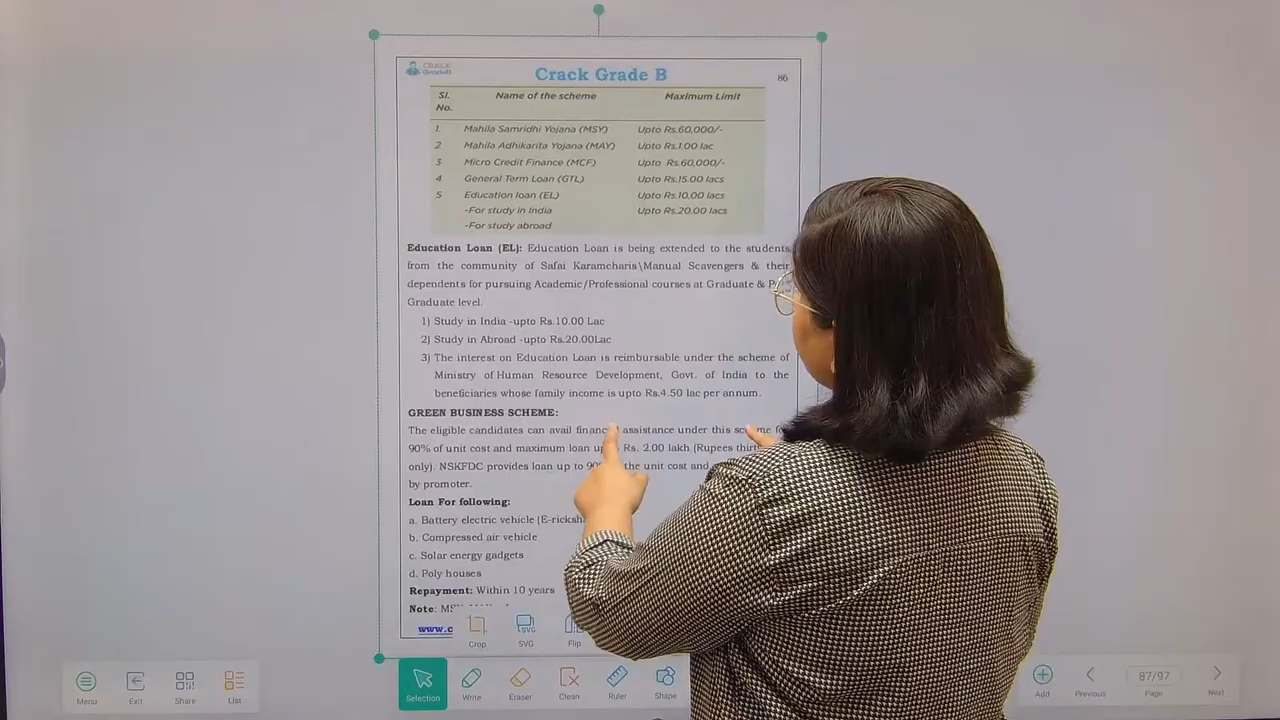 CRACK
GradeB
Crack Grade B
86
Sl. No. Name of the scheme Maximum Limit
1. Mahila Samridhi Yojana (MSY) Upto Rs.60,000/-
2 Mahila Adhikarita Yojana (MAY) Upto Rs.1.00 lac
3 Micro Credit Finance (MCF) Upto Rs.60,000/-
4 General Term Loan (GTL) Upto Rs.15.00 lacs
5 Education loan (EL) Upto Rs.10.00 lacs
-For study in India Upto Rs.20.00 lacs
-For study abroad
Education Loan (EL): Education Loan is being extended to the students
from the community of Safai Karamcharis\Manual Scavengers & their
dependents for pursuing Academic/Professional courses at Graduate &
Graduate level.
1) Study in India -upto Rs.10.00 Lac
2) Study in Abroad -upto Rs.20.00Lac
3) The interest on Education Loan is reimbursable under the scheme of
Ministry of Human Resource Development, Govt. of India to the
beneficiaries whose family income is upto Rs.4.50 lac per annum.
GREEN BUSINESS SCHEME:
The eligible candidates can avail assistance under this
90% of unit cost and maximum loan Rs. 2.00 lakh (Rupees
only). NSKFDC provides loan up to the unit cost and
by promoter.
Loan For following:
a. Battery electric vehicle
b. Compressed air vehicle
c. Solar energy gadgets
d. Poly houses
Repayment: Within 10 years
Note:
Crop SVG Flip
Menu Exit Share List Selection Write Eraser Clean Ruler Shape Add Previous 87/97 Page Next